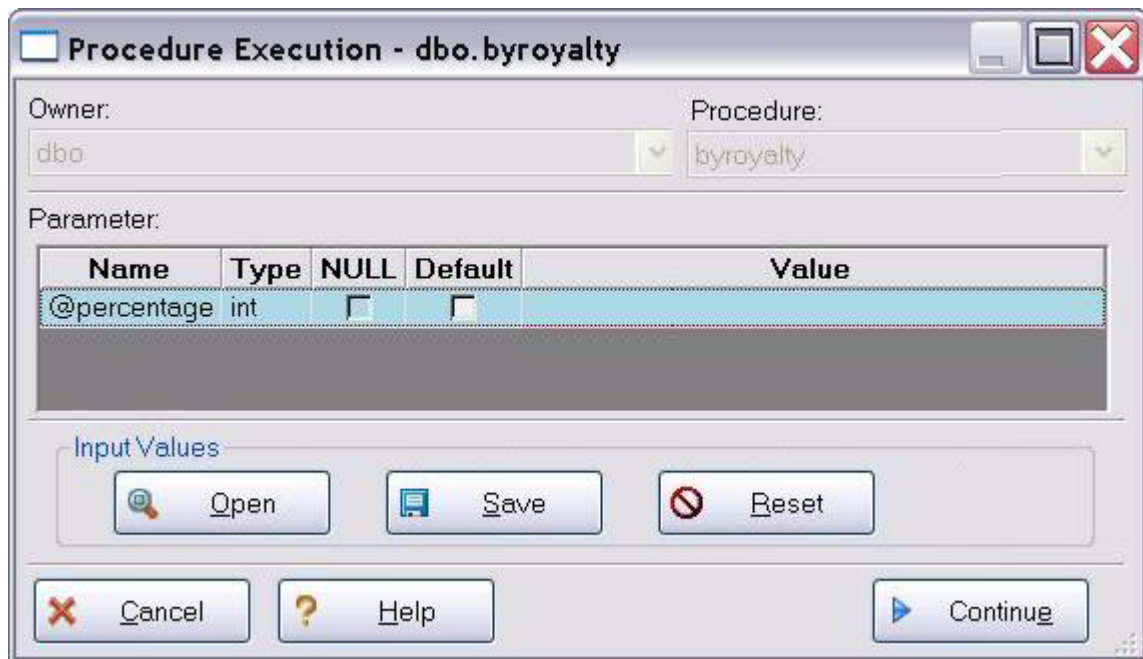 Procedure Execution - dbo.byroyalty
Owner: Procedure:
dbo byroyalty
Parameter:
Name Type NULL Default Value
@percentage int
Input Values
Open Save Reset
Cancel Help Continue